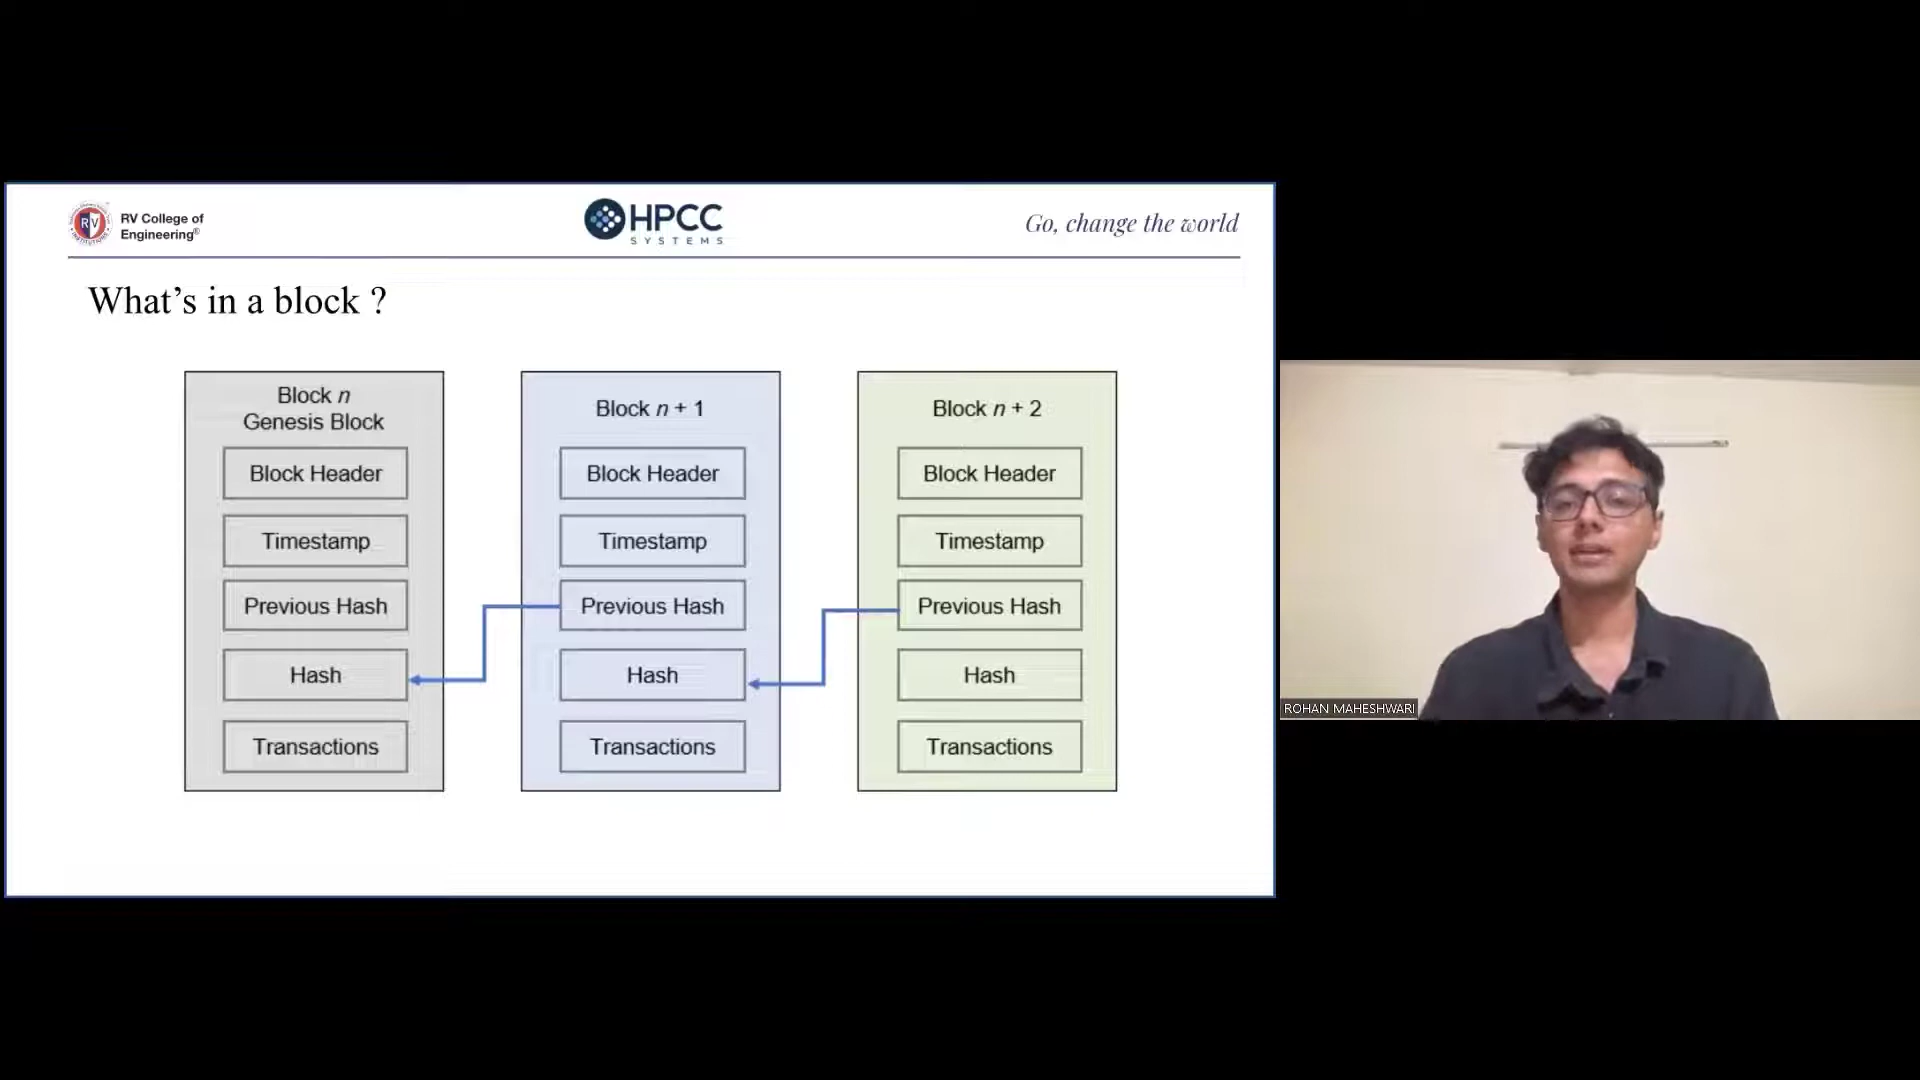 RV College of
Engineering®
HPCC
SYSTEMS
Go, change the world
What's in a block ?
Block n
Genesis Block
Block Header
Timestamp
Previous Hash
Hash
Transactions
Block n + 1
Block Header
Timestamp
Previous Hash
Hash
Transactions
Block n + 2
Block Header
Timestamp
Previous Hash
Hash
Transactions
ROHAN MAHESHWARI